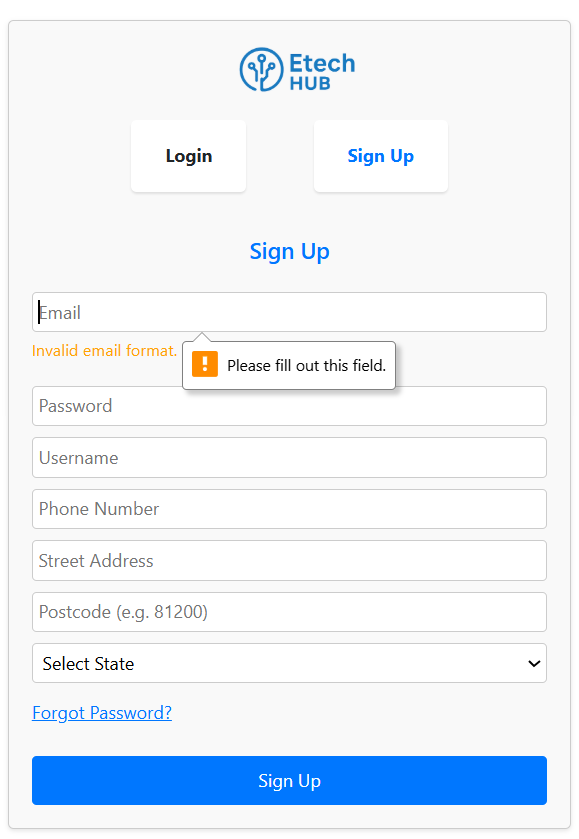 Etech
HUB
Login
Sign Up
Sign Up
Email
Invalid email format.
Please fill out this field.
Password
Username
Phone Number
Street Address
Postcode (e.g. 81200)
Select State
Forgot Password?
Sign Up